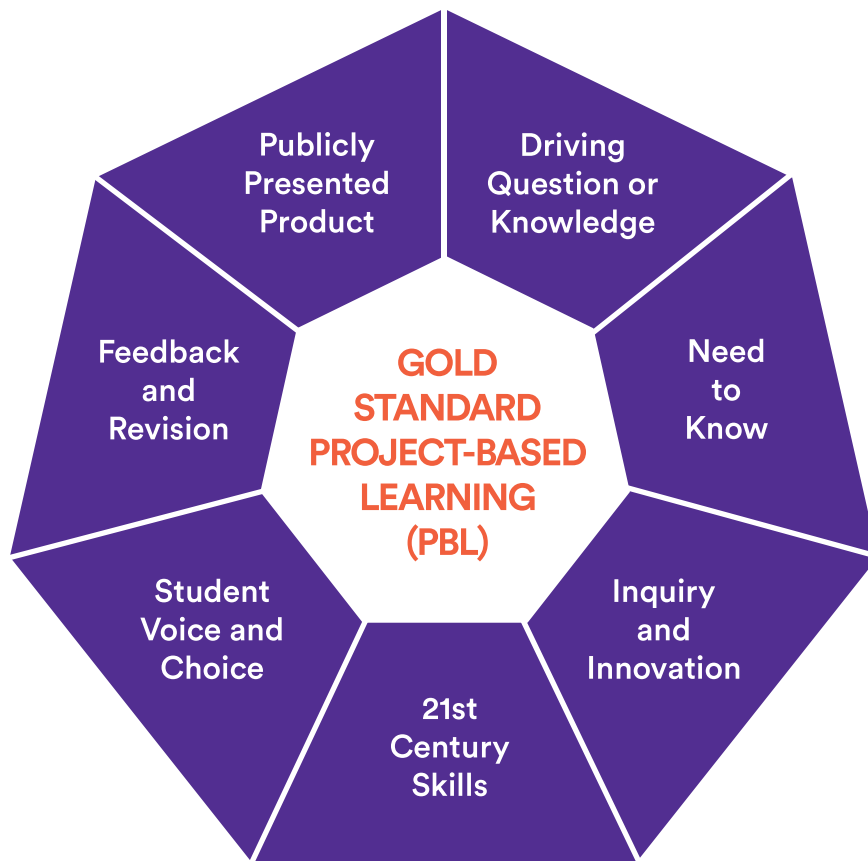 Publicly
Presented
Product
Driving
Question or
Knowledge
Need
to
Know
Inquiry
and
Innovation
21st
Century
Skills
Student
Voice and
Choice
Feedback
and
Revision
GOLD
STANDARD
PROJECT-BASED
LEARNING
(PBL)